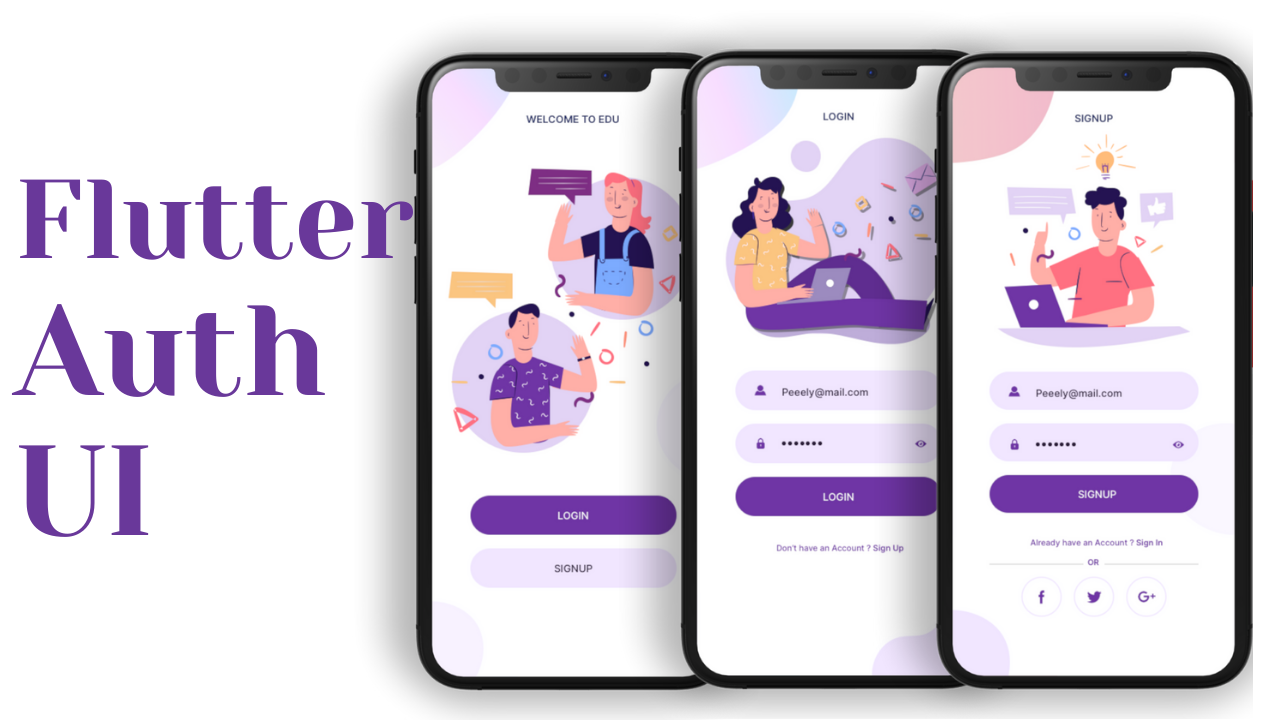 Flutter
Auth
UI
WELCOME TO EDU
LOGIN
SIGNUP
LOGIN
Peeely@mail.com
•••••••
LOGIN
Don't have an Account ? Sign Up
SIGNUP
Peeely@mail.com
•••••••
SIGNUP
Already have an Account ? Sign In
OR
f
G+